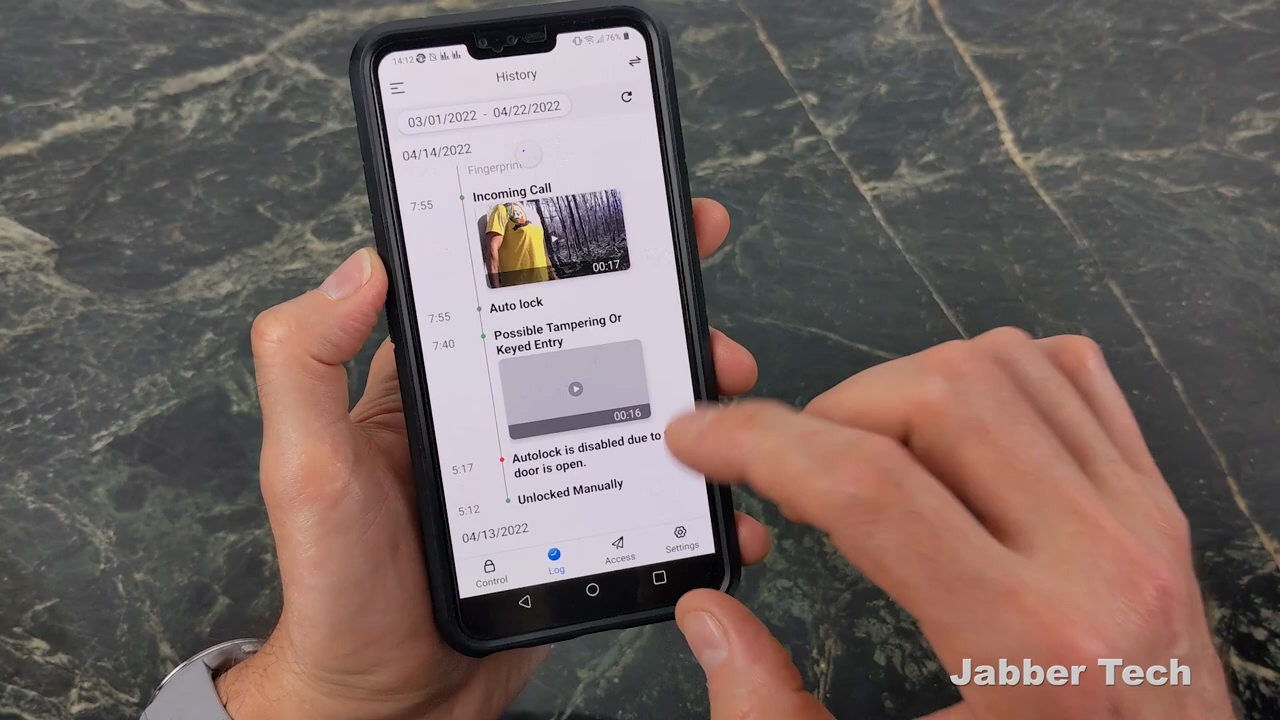 14:12
76%
History
03/01/2022 - 04/22/2022
04/14/2022
Fingerprint
7:55
Incoming Call
00:17
7:55
Auto lock
7:40
Possible Tampering Or
Keyed Entry
00:16
5:17
Autolock is disabled due to
door is open.
5:12
Unlocked Manually
04/13/2022
Control
Log
Access
Settings
Jabber Tech